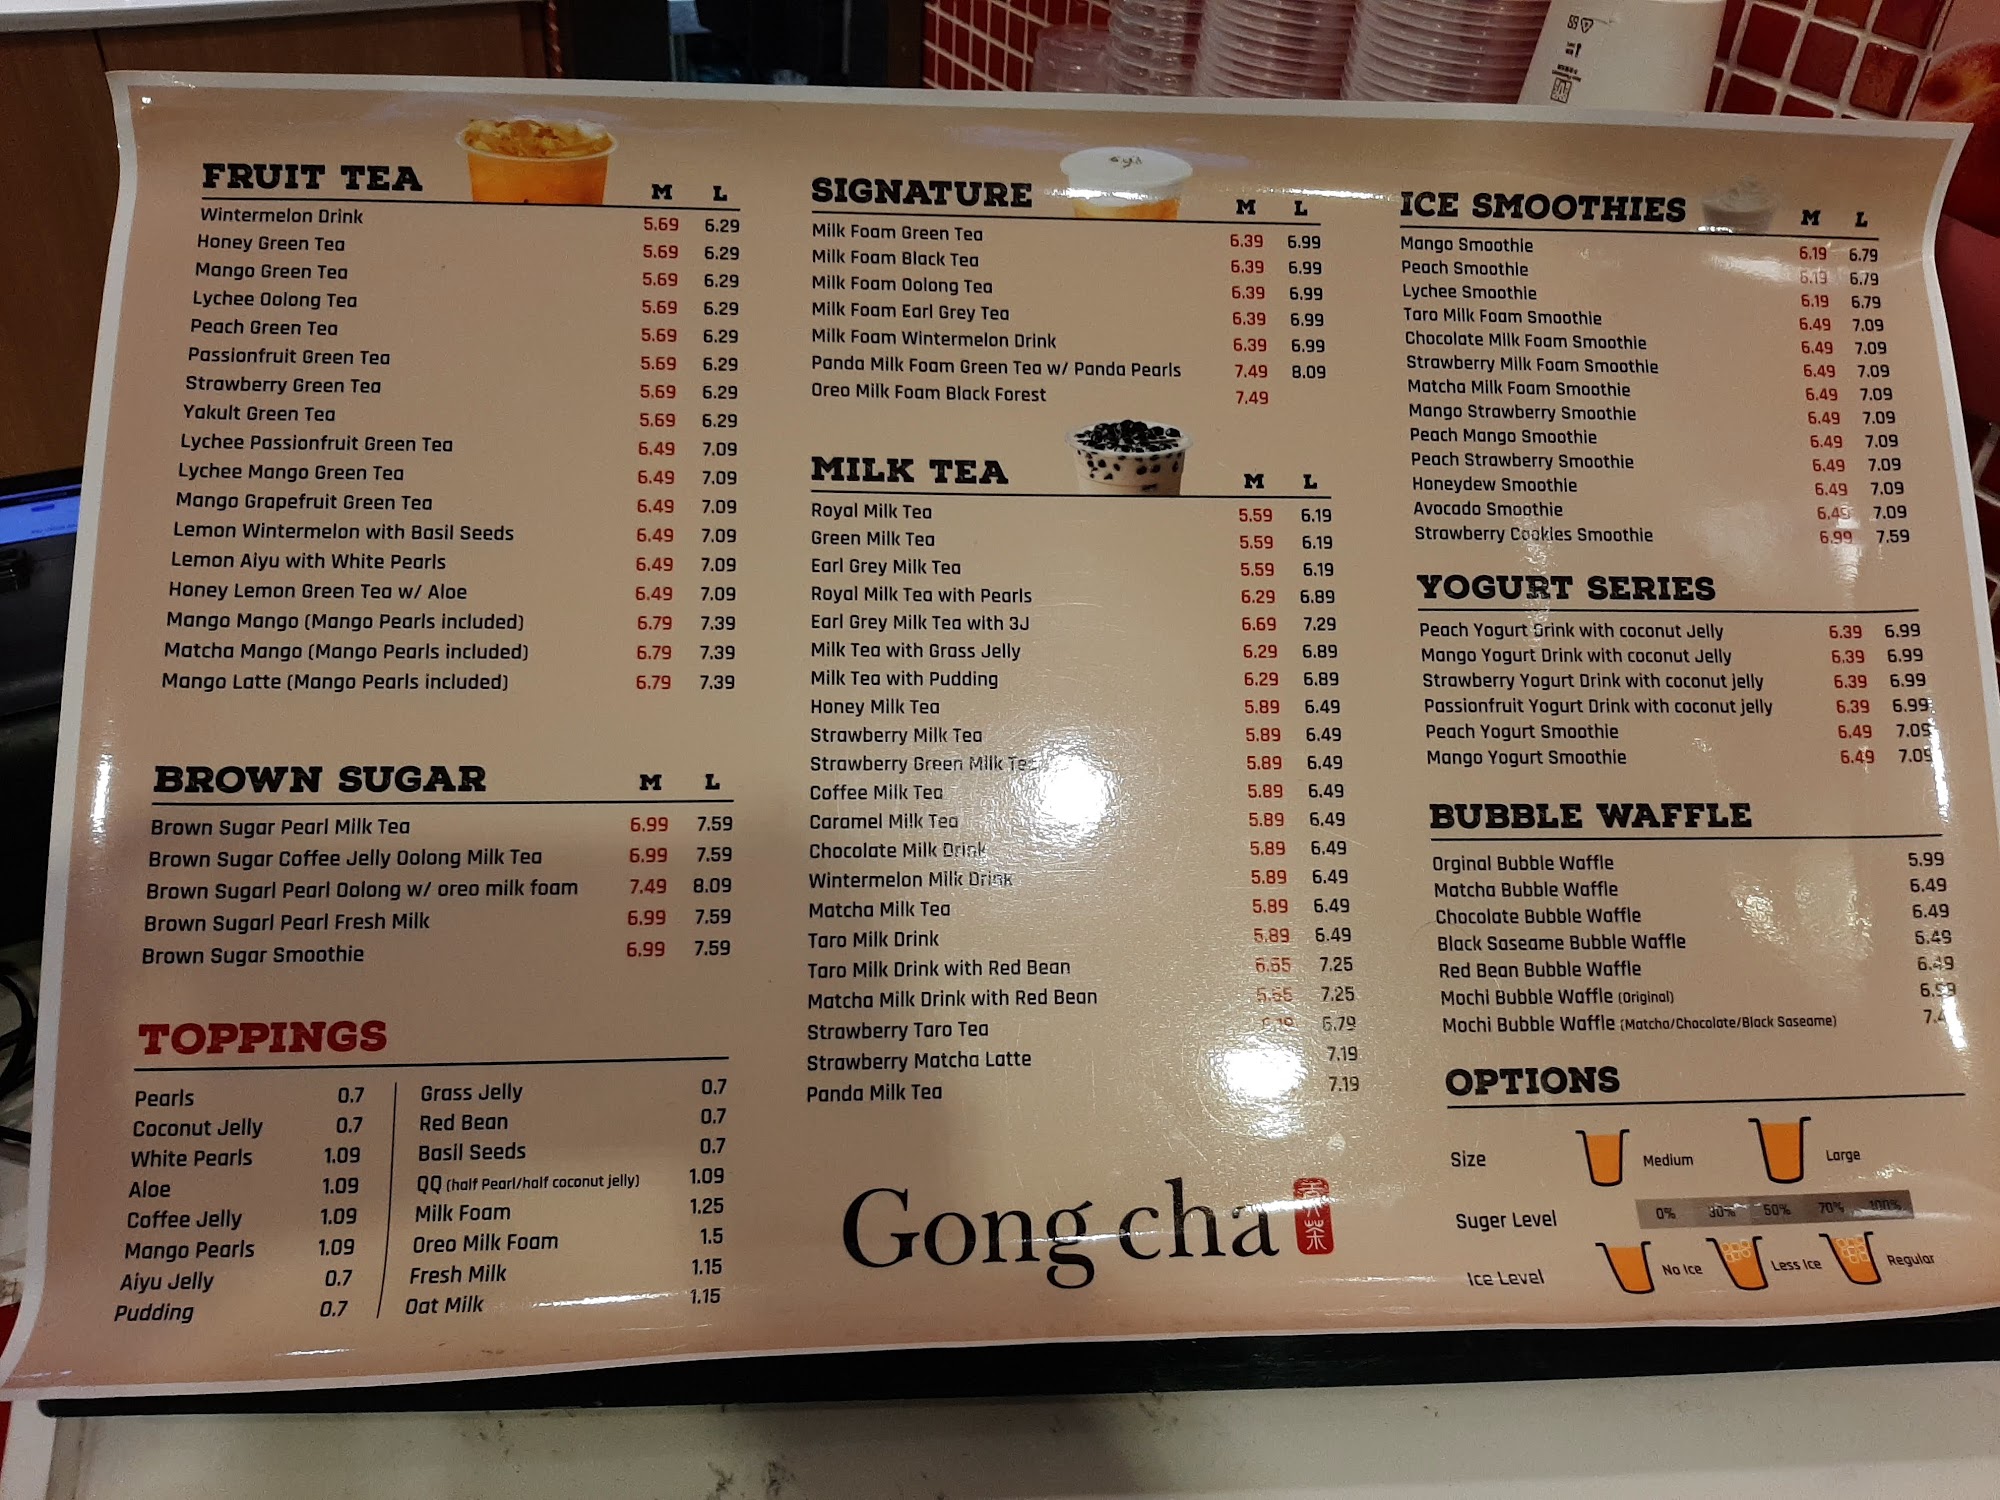 FRUIT TEA M L
Wintermelon Drink 5.69 6.29
Honey Green Tea 5.69 6.29
Mango Green Tea 5.69 6.29
Lychee Oolong Tea 5.69 6.29
Peach Green Tea 5.69 6.29
Passionfruit Green Tea 5.69 6.29
Strawberry Green Tea 5.69 6.29
Yakult Green Tea 5.69 6.29
Lychee Passionfruit Green Tea 6.49 7.09
Lychee Mango Green Tea 6.49 7.09
Mango Grapefruit Green Tea 6.49 7.09
Lemon Wintermelon with Basil Seeds 6.49 7.09
Lemon Aiyu with White Pearls 6.49 7.09
Honey Lemon Green Tea w/ Aloe 6.49 7.09
Mango Mango (Mango Pearls included) 6.79 7.39
Matcha Mango (Mango Pearls included) 6.79 7.39
Mango Latte (Mango Pearls included) 6.79 7.39
BROWN SUGAR M L
Brown Sugar Pearl Milk Tea 6.99 7.59
Brown Sugar Coffee Jelly Oolong Milk Tea 6.99 7.59
Brown Sugarl Pearl Oolong w/ oreo milk foam 7.49 8.09
Brown Sugarl Pearl Fresh Milk 6.99 7.59
Brown Sugar Smoothie 6.99 7.59
TOPPINGS
Pearls 0.7
Coconut Jelly 0.7
White Pearls 1.09
Aloe 1.09
Coffee Jelly 1.09
Mango Pearls 1.09
Aiyu Jelly 0.7
Pudding 0.7
Grass Jelly 0.7
Red Bean 0.7
Basil Seeds 0.7
QQ (half Pearl/half coconut jelly) 1.09
Milk Foam 1.25
Oreo Milk Foam 1.5
Fresh Milk 1.15
Oat Milk 1.15
SIGNATURE M L
Milk Foam Green Tea 6.39 6.99
Milk Foam Black Tea 6.39 6.99
Milk Foam Oolong Tea 6.39 6.99
Milk Foam Earl Grey Tea 6.39 6.99
Milk Foam Wintermelon Drink 6.39 6.99
Panda Milk Foam Green Tea w/ Panda Pearls 7.49 8.09
Oreo Milk Foam Black Forest 7.49
MILK TEA M L
Royal Milk Tea 5.59 6.19
Green Milk Tea 5.59 6.19
Earl Grey Milk Tea 5.59 6.19
Royal Milk Tea with Pearls 6.29 6.89
Earl Grey Milk Tea with 3J 6.69 7.29
Milk Tea with Grass Jelly 6.29 6.89
Milk Tea with Pudding 6.29 6.89
Honey Milk Tea 5.89 6.49
Strawberry Milk Tea 5.89 6.49
Strawberry Green Milk Tea 5.89 6.49
Coffee Milk Tea 5.89 6.49
Caramel Milk Tea 5.89 6.49
Chocolate Milk Drink 5.89 6.49
Wintermelon Milk Drink 5.89 6.49
Matcha Milk Tea 5.89 6.49
Taro Milk Drink 5.89 6.49
Taro Milk Drink with Red Bean 7.25
Matcha Milk Drink with Red Bean 7.25
Strawberry Taro Tea 6.79
Strawberry Matcha Latte 7.19
Panda Milk Tea 7.19
Gong cha
貢茶
ICE SMOOTHIES M L
Mango Smoothie 6.19 6.79
Peach Smoothie 6.19 6.79
Lychee Smoothie 6.19 6.79
Taro Milk Foam Smoothie 6.49 7.09
Chocolate Milk Foam Smoothie 6.49 7.09
Strawberry Milk Foam Smoothie 6.49 7.09
Matcha Milk Foam Smoothie 6.49 7.09
Mango Strawberry Smoothie 6.49 7.09
Peach Mango Smoothie 6.49 7.09
Peach Strawberry Smoothie 6.49 7.09
Honeydew Smoothie 6.49 7.09
Avocado Smoothie 6.49 7.09
Strawberry Cookies Smoothie 6.99 7.59
YOGURT SERIES
Peach Yogurt Drink with coconut Jelly 6.39 6.99
Mango Yogurt Drink with coconut Jelly 6.39 6.99
Strawberry Yogurt Drink with coconut jelly 6.39 6.99
Passionfruit Yogurt Drink with coconut jelly 6.39 6.99
Peach Yogurt Smoothie 6.49 7.09
Mango Yogurt Smoothie 6.49 7.09
BUBBLE WAFFLE
Orginal Bubble Waffle 5.99
Matcha Bubble Waffle 6.49
Chocolate Bubble Waffle 6.49
Black Saseame Bubble Waffle 6.49
Red Bean Bubble Waffle 6.49
Mochi Bubble Waffle (Original)
Mochi Bubble Waffle (Matcha/Chocolate/Black Saseame)
OPTIONS
Size Medium Large
Suger Level 0% 30% 50% 70% 100%
Ice Level No Ice Less Ice Regular